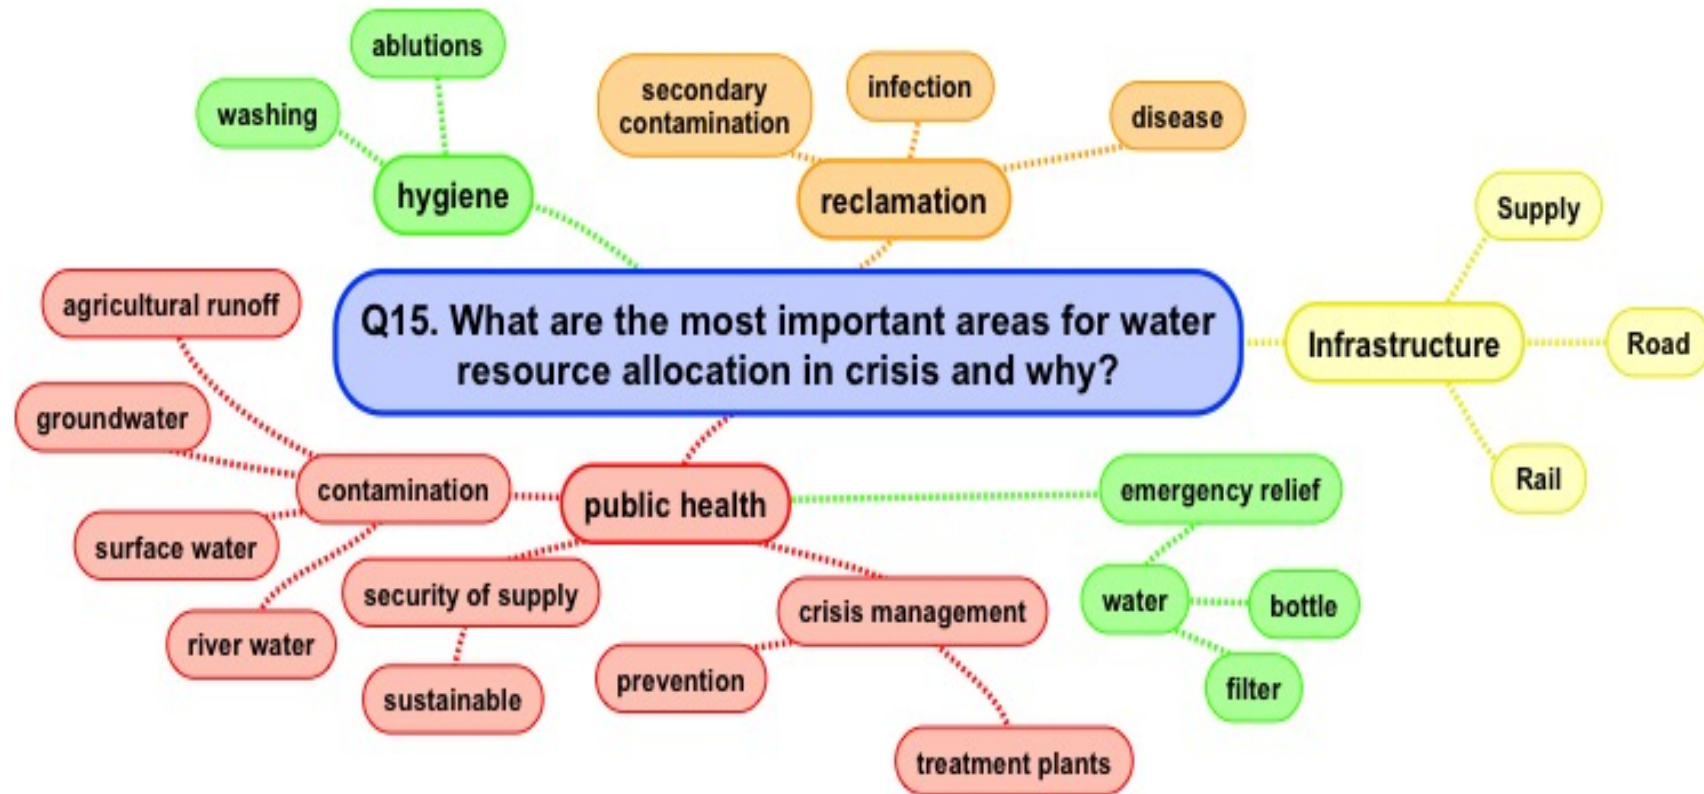 ablutions
washing
hygiene
secondary
contamination
infection
disease
reclamation
Supply
Infrastructure
Road
Rail
Q15. What are the most important areas for water
resource allocation in crisis and why?
agricultural runoff
groundwater
contamination
surface water
river water
public health
security of supply
sustainable
crisis management
prevention
treatment plants
emergency relief
water
bottle
filter